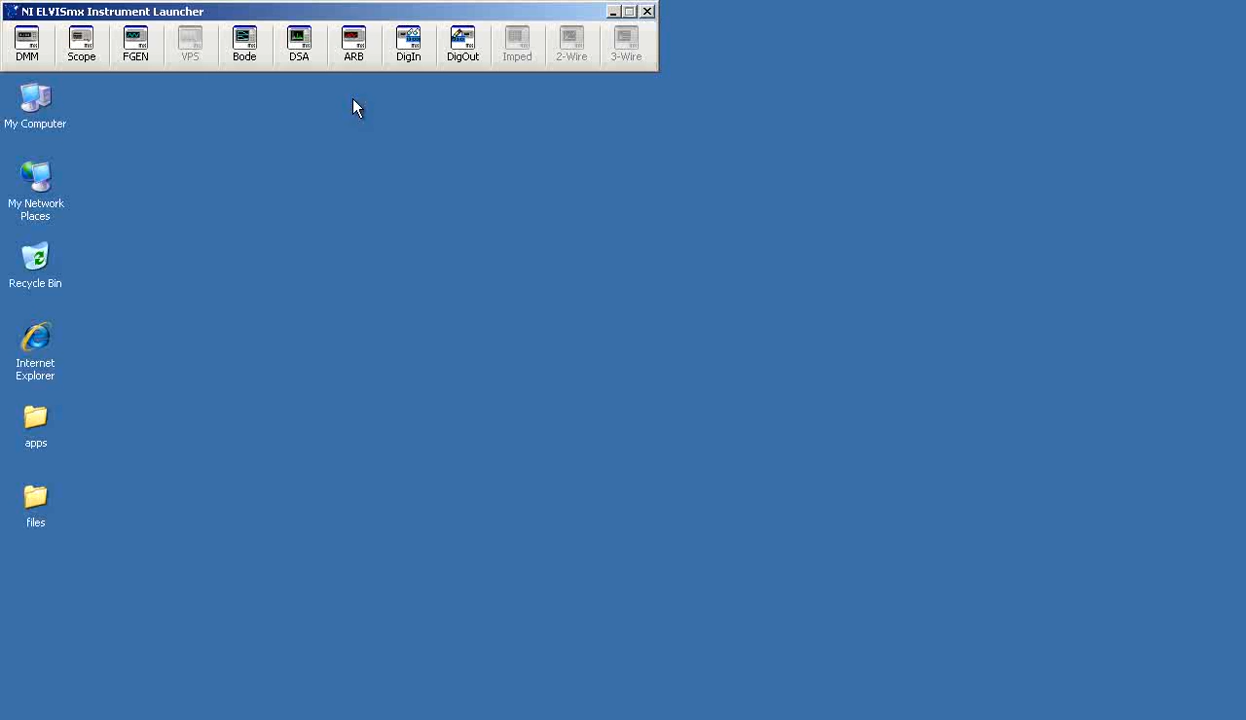 NI ELVISmx Instrument Launcher
DMM Scope FGEN VPS Bode DSA ARB DigIn DigOut Imped 2-Wire 3-Wire
My Computer
My Network
Places
Recycle Bin
Internet
Explorer
apps
files